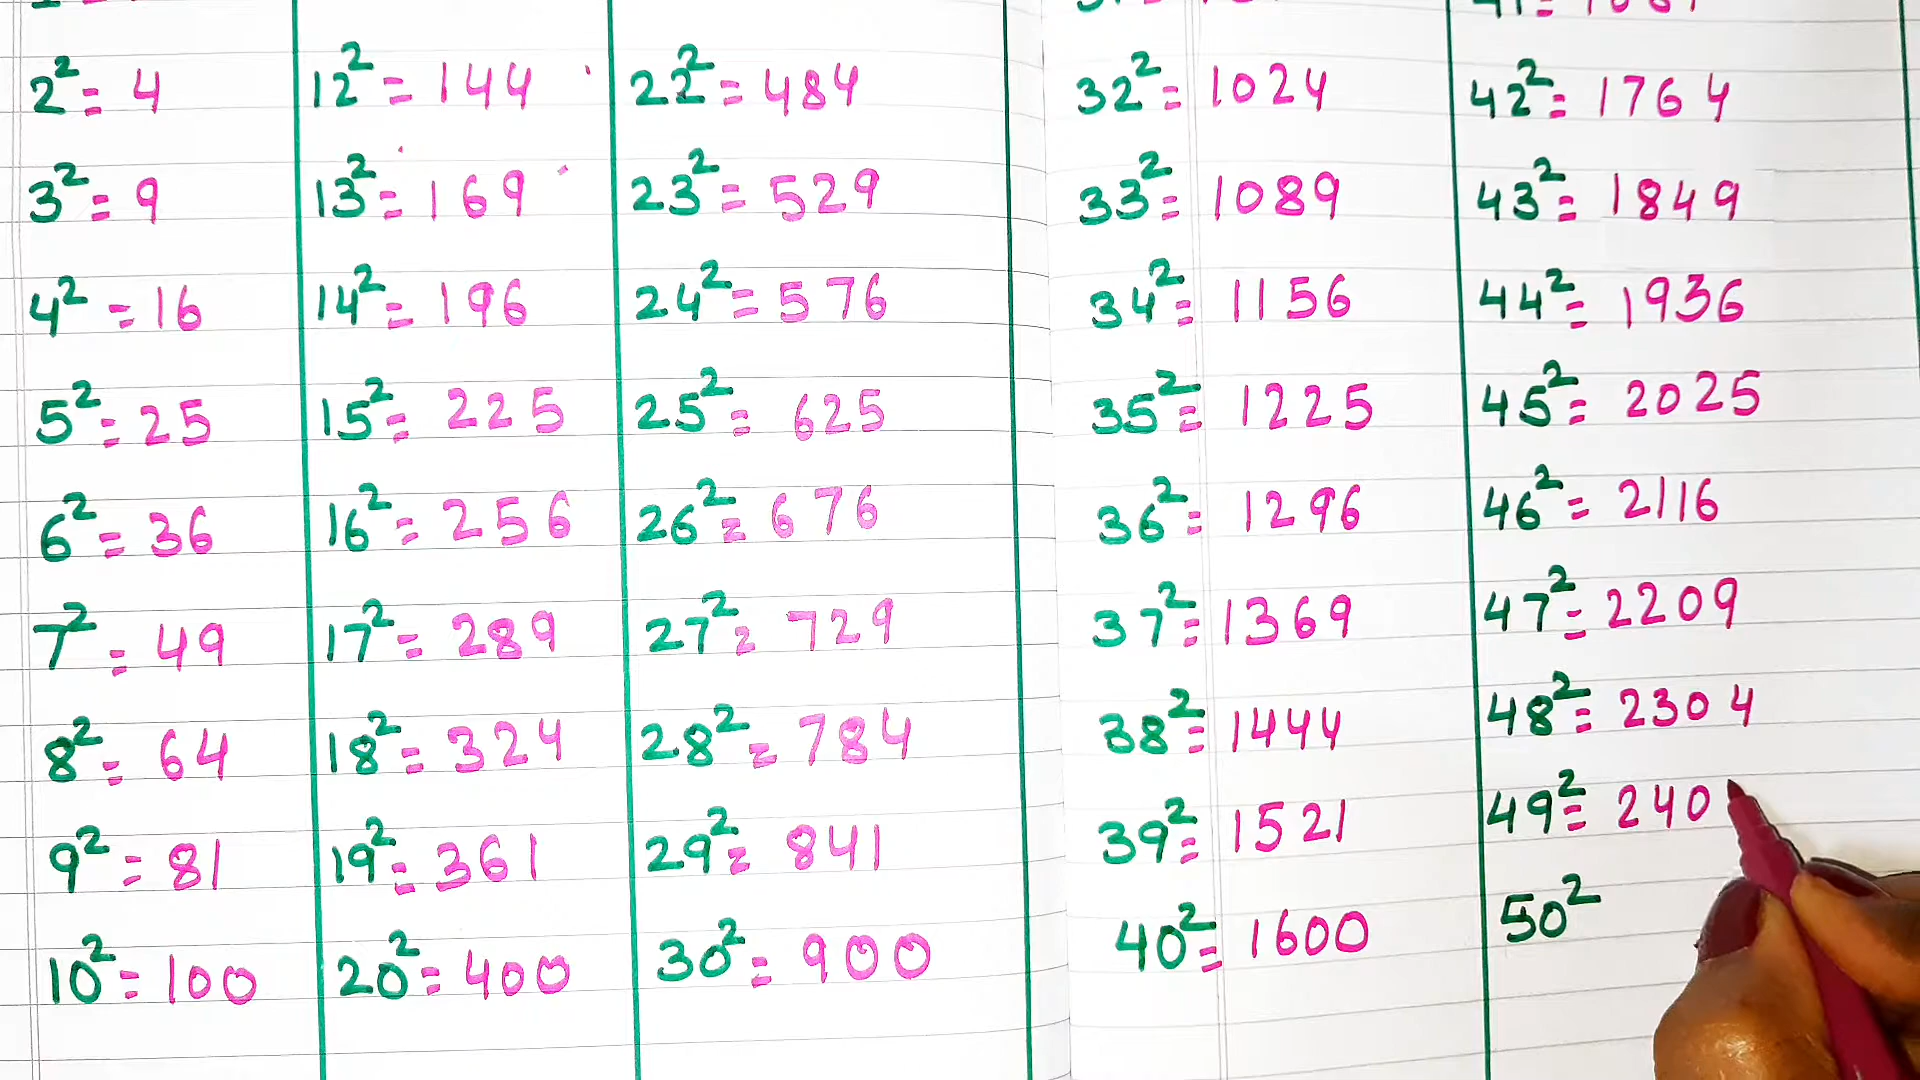 2² = 4
3² = 9
4² = 16
5² = 25
6² = 36
7² = 49
8² = 64
9² = 81
10² = 100
12² = 144
13² = 169
14² = 196
15² = 225
16² = 256
17² = 289
18² = 324
19² = 361
20² = 400
22² = 484
23² = 529
24² = 576
25² = 625
26² = 676
27² = 729
28² = 784
29² = 841
30² = 900
32² = 1024
33² = 1089
34² = 1156
35² = 1225
36² = 1296
37² = 1369
38² = 1444
39² = 1521
40² = 1600
42² = 1764
43² = 1849
44² = 1936
45² = 2025
46² = 2116
47² = 2209
48² = 2304
49² = 240
50²